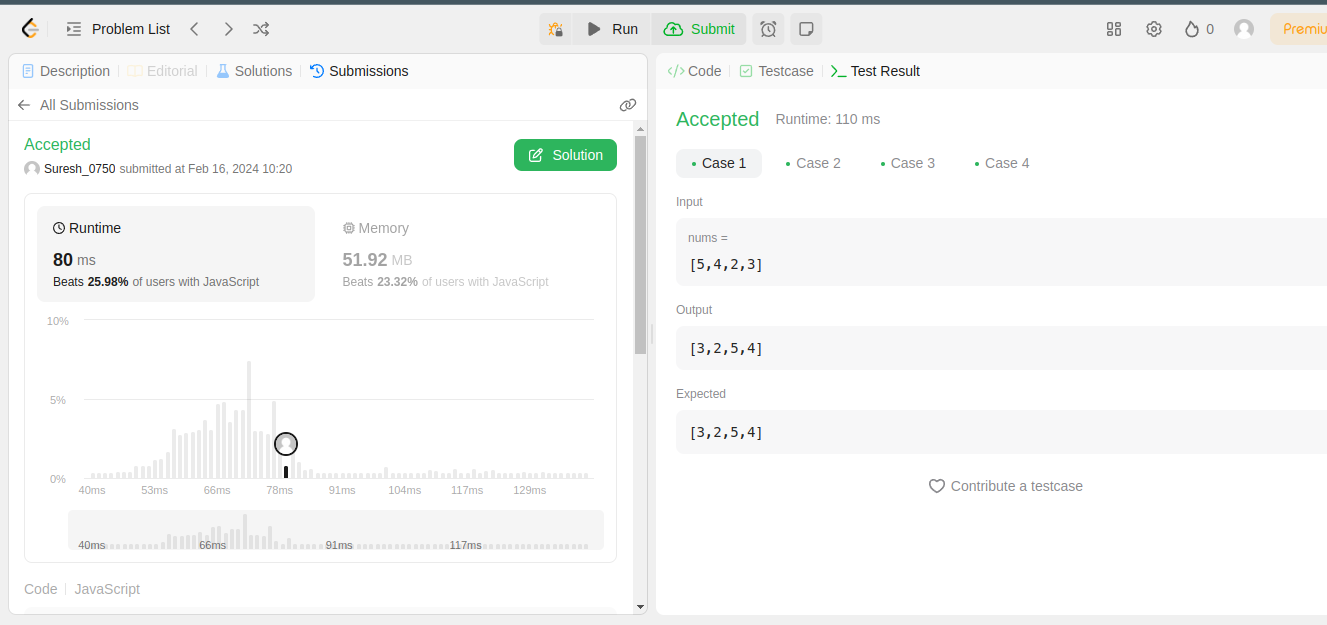 Problem List
Run
Submit
0
Premiu
Description
Editorial
Solutions
Submissions
All Submissions
Accepted
Suresh_0750 submitted at Feb 16, 2024 10:20
Solution
Runtime
80 ms
Beats 25.98% of users with JavaScript
Memory
51.92 MB
Beats 23.32% of users with JavaScript
10%
5%
0%
40ms 53ms 66ms 78ms 91ms 104ms 117ms 129ms
40ms 66ms 91ms 117ms
Code JavaScript
</> Code
Testcase
Test Result
Accepted Runtime: 110 ms
• Case 1 • Case 2 • Case 3 • Case 4
Input
nums =
[5,4,2,3]
Output
[3,2,5,4]
Expected
[3,2,5,4]
Contribute a testcase